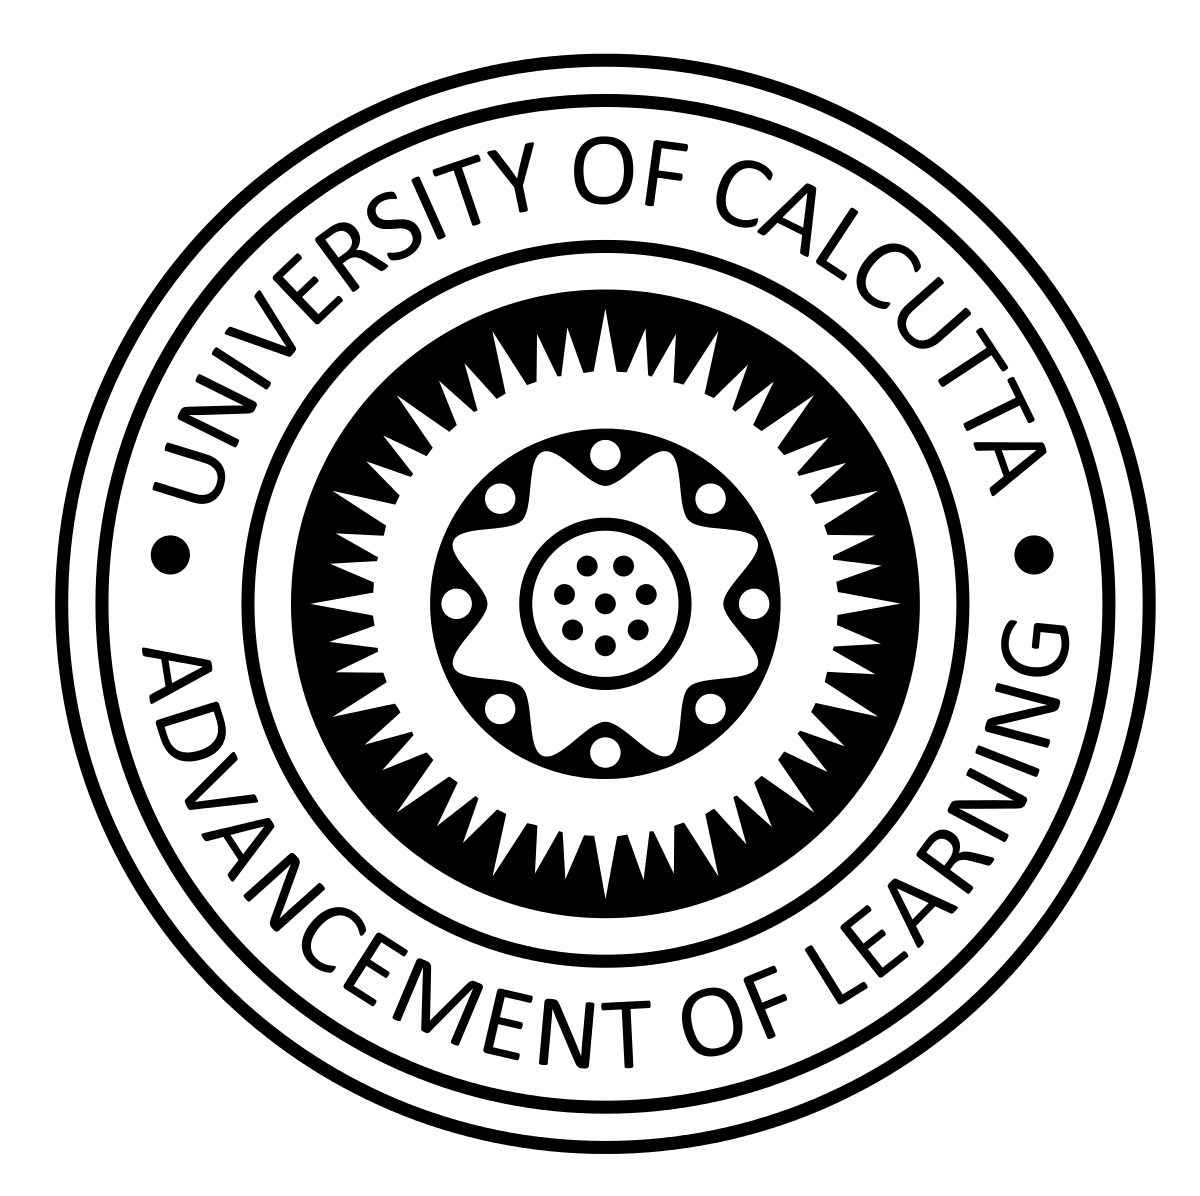 UNIVERSITY OF CALCUTTA
ADVANCEMENT OF LEARNING